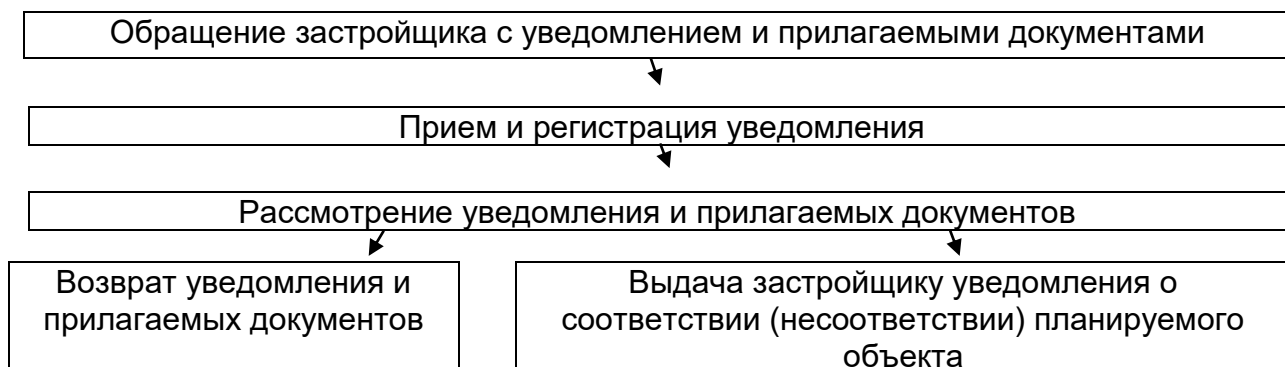 Обращение застройщика с уведомлением и прилагаемыми документами
Прием и регистрация уведомления
Рассмотрение уведомления и прилагаемых документов
Возврат уведомления и
прилагаемых документов
Выдача застройщику уведомления о
соответствии (несоответствии) планируемого
объекта